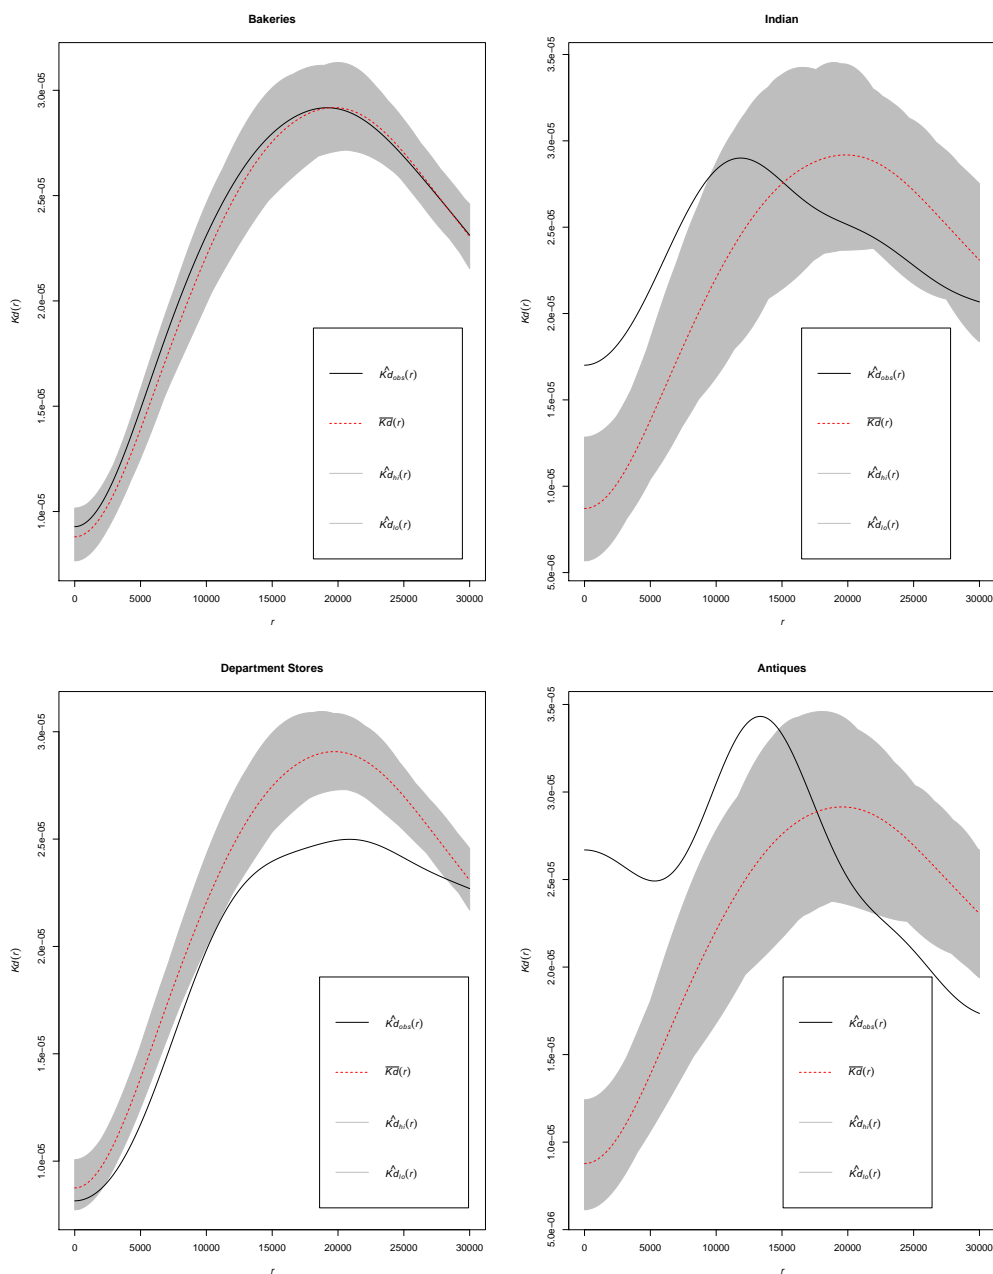 Bakeries
3.0e−05
2.5e−05
2.0e−05
1.5e−05
1.0e−05
Kd(r)
0 5000 10000 15000 20000 25000 30000
r
K̂d_obs(r)
K̅d̅(r)
K̂d_hi(r)
K̂d_lo(r)
Indian
3.5e−05
3.0e−05
2.5e−05
2.0e−05
1.5e−05
1.0e−05
5.0e−06
Kd(r)
0 5000 10000 15000 20000 25000 30000
r
K̂d_obs(r)
K̅d̅(r)
K̂d_hi(r)
K̂d_lo(r)
Department Stores
3.0e−05
2.5e−05
2.0e−05
1.5e−05
1.0e−05
Kd(r)
0 5000 10000 15000 20000 25000 30000
r
K̂d_obs(r)
K̅d̅(r)
K̂d_hi(r)
K̂d_lo(r)
Antiques
3.5e−05
3.0e−05
2.5e−05
2.0e−05
1.5e−05
1.0e−05
5.0e−06
Kd(r)
0 5000 10000 15000 20000 25000 30000
r
K̂d_obs(r)
K̅d̅(r)
K̂d_hi(r)
K̂d_lo(r)